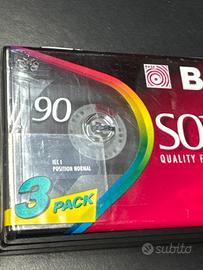 B
90
SO
QUALITY F
IEC I
POSITION NORMAL
3 PACK
subito